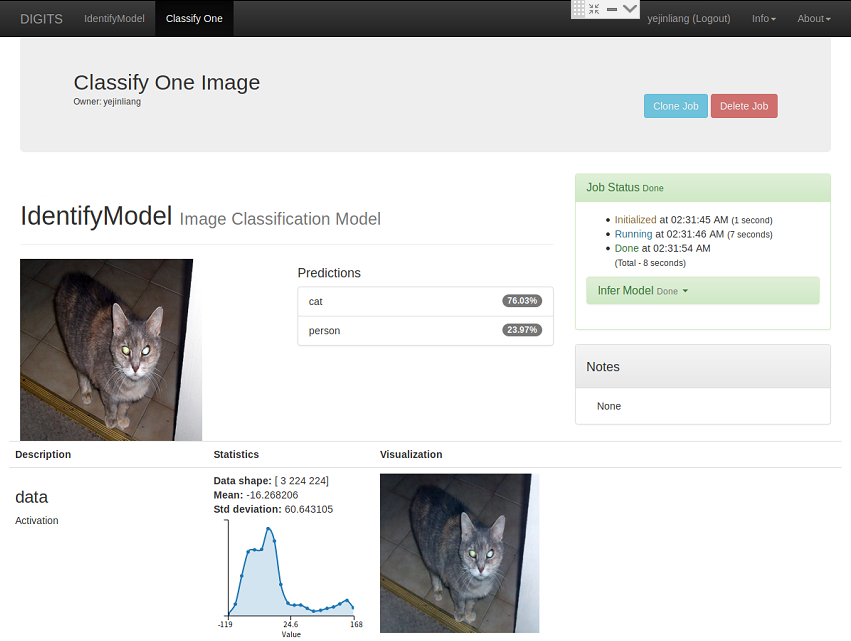 DIGITS IdentifyModel Classify One yejinliang (Logout) Info About
Classify One Image
Owner: yejinliang
Clone Job Delete Job
IdentifyModel Image Classification Model
Job Status Done
Initialized at 02:31:45 AM (1 second)
Running at 02:31:46 AM (7 seconds)
Done at 02:31:54 AM
(Total - 8 seconds)
Infer Model Done
Notes
None
Predictions
cat 76.03%
person 23.97%
Description Statistics Visualization
data
Activation
Data shape: [ 3 224 224]
Mean: -16.268206
Std deviation: 60.643105
-119 24.6 168
Value